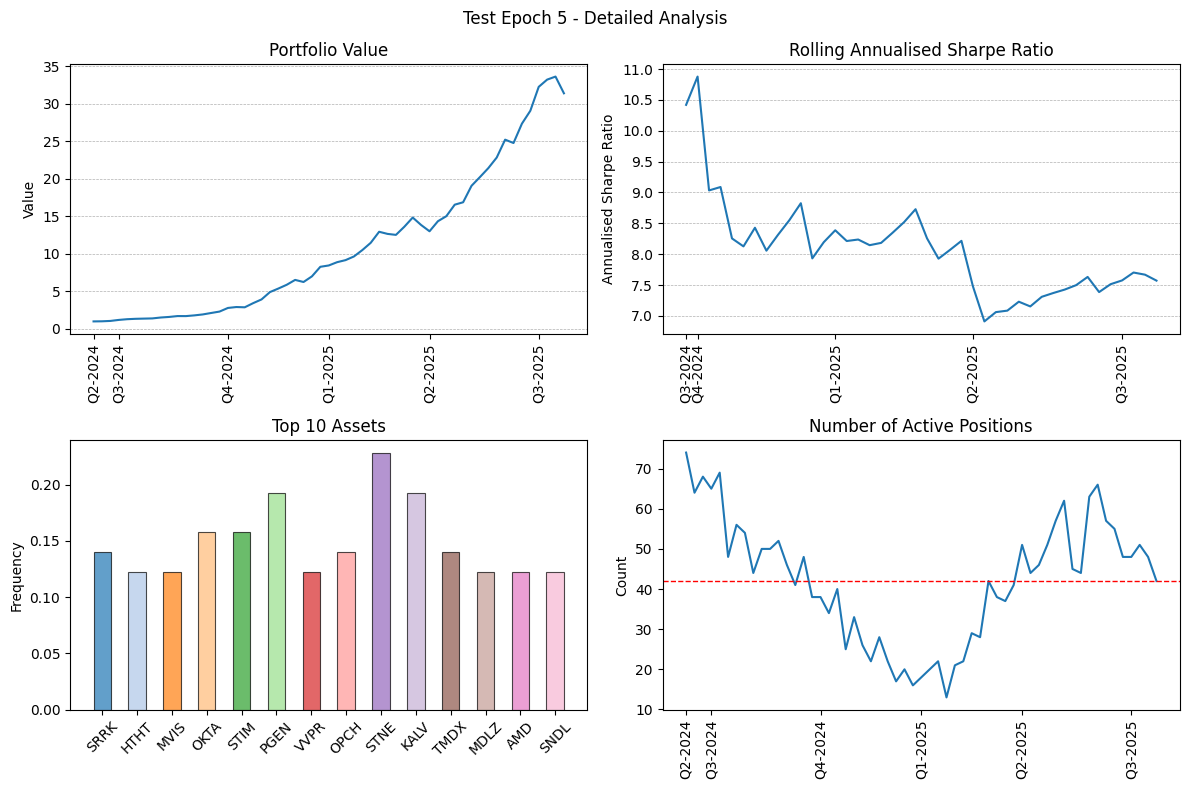 Test Epoch 5 - Detailed Analysis
Portfolio Value
Value
35
30
25
20
15
10
5
0
Q2-2024
Q3-2024
Q4-2024
Q1-2025
Q2-2025
Q3-2025
Rolling Annualised Sharpe Ratio
Annualised Sharpe Ratio
11.0
10.5
10.0
9.5
9.0
8.5
8.0
7.5
7.0
Q3-2024
Q4-2024
Q1-2025
Q2-2025
Q3-2025
Top 10 Assets
Frequency
0.20
0.15
0.10
0.05
0.00
SRRK
HTHT
MVIS
OKTA
STIM
PGEN
VVPR
OPCH
STNE
KALV
TMDX
MDLZ
AMD
SNDL
Number of Active Positions
Count
70
60
50
40
30
20
10
Q2-2024
Q3-2024
Q4-2024
Q1-2025
Q2-2025
Q3-2025